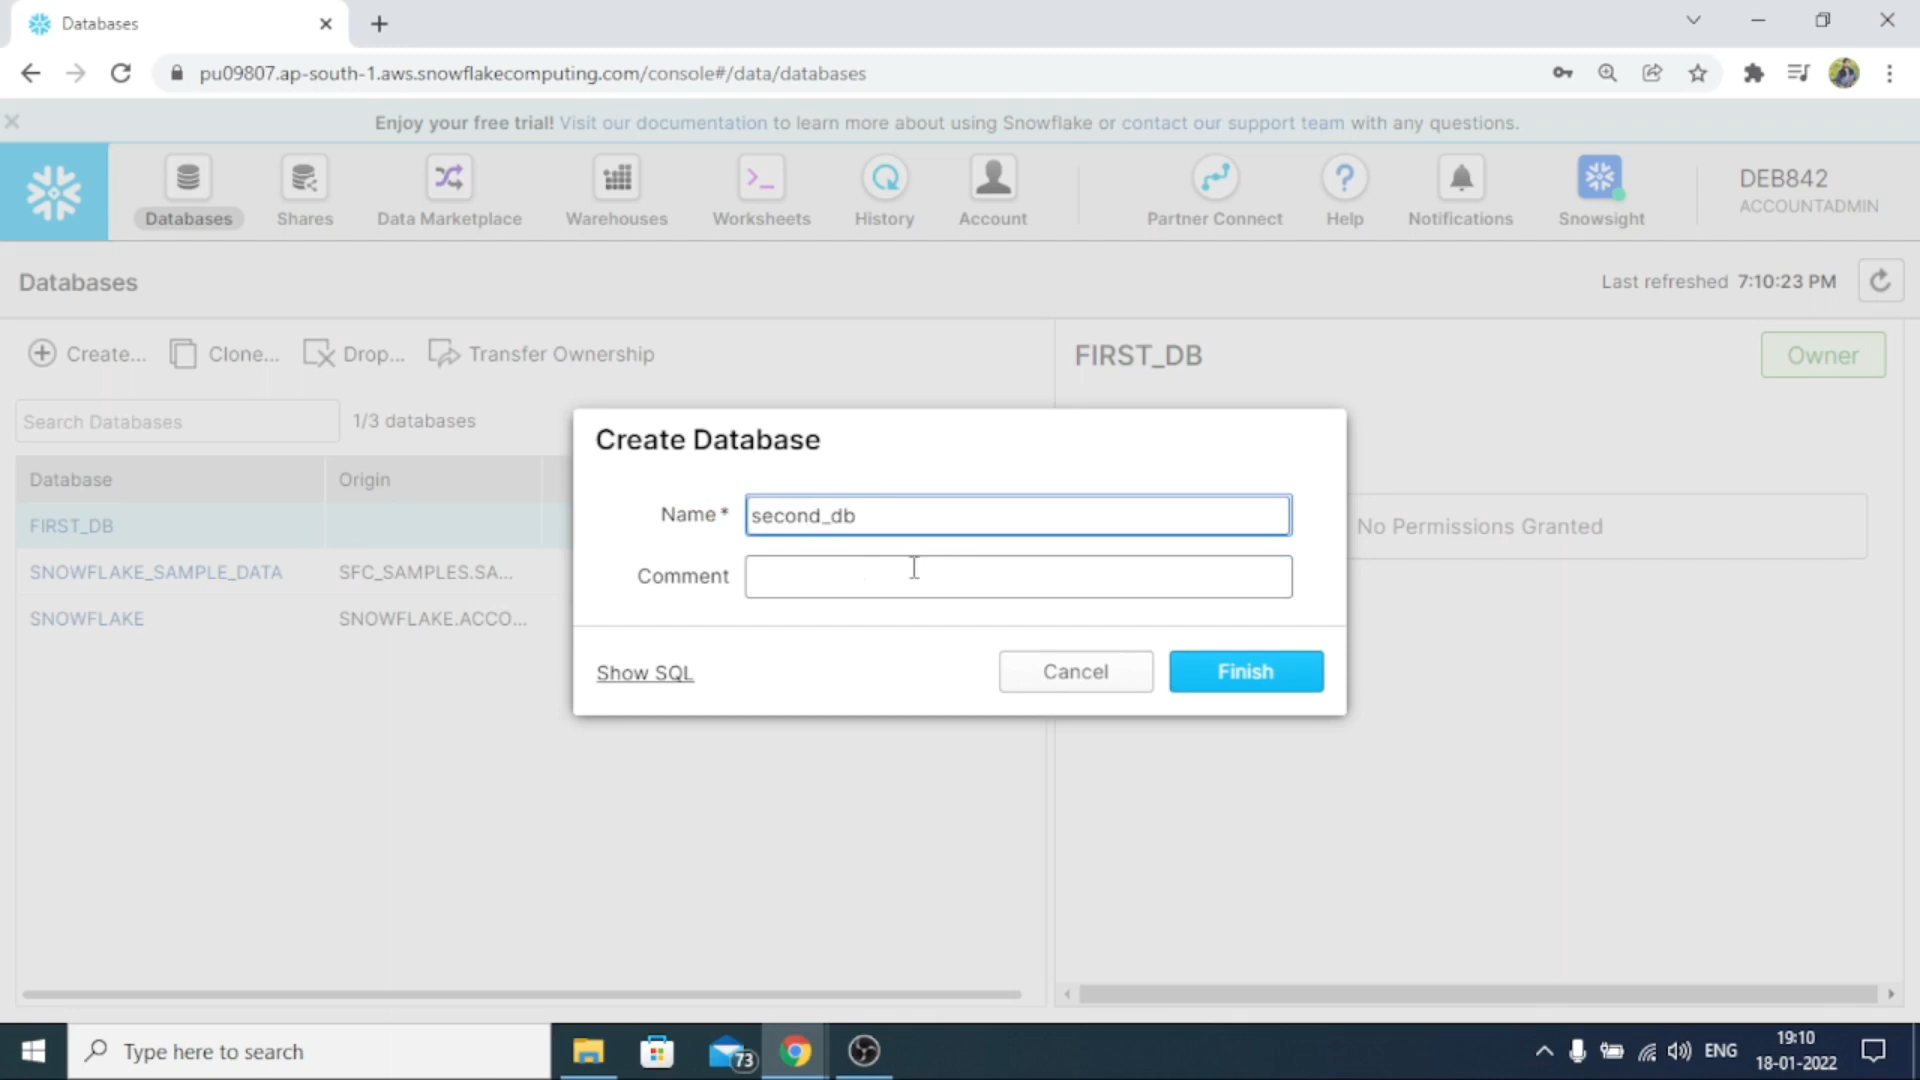 Databases
pu09807.ap-south-1.aws.snowflakecomputing.com/console#/data/databases
Enjoy your free trial! Visit our documentation to learn more about using Snowflake or contact our support team with any questions.
Databases
Shares
Data Marketplace
Warehouses
Worksheets
History
Account
Partner Connect
Help
Notifications
Snowsight
DEB842
ACCOUNTADMIN
Databases
Last refreshed 7:10:23 PM
Create...
Clone...
Drop...
Transfer Ownership
FIRST_DB
Owner
Search Databases
1/3 databases
Database
Origin
FIRST_DB
SNOWFLAKE_SAMPLE_DATA
SFC_SAMPLES.SA...
SNOWFLAKE
SNOWFLAKE.ACCO...
Create Database
Name *
second_db
Comment
Show SQL
Cancel
Finish
No Permissions Granted
Type here to search
73
ENG
19:10
18-01-2022